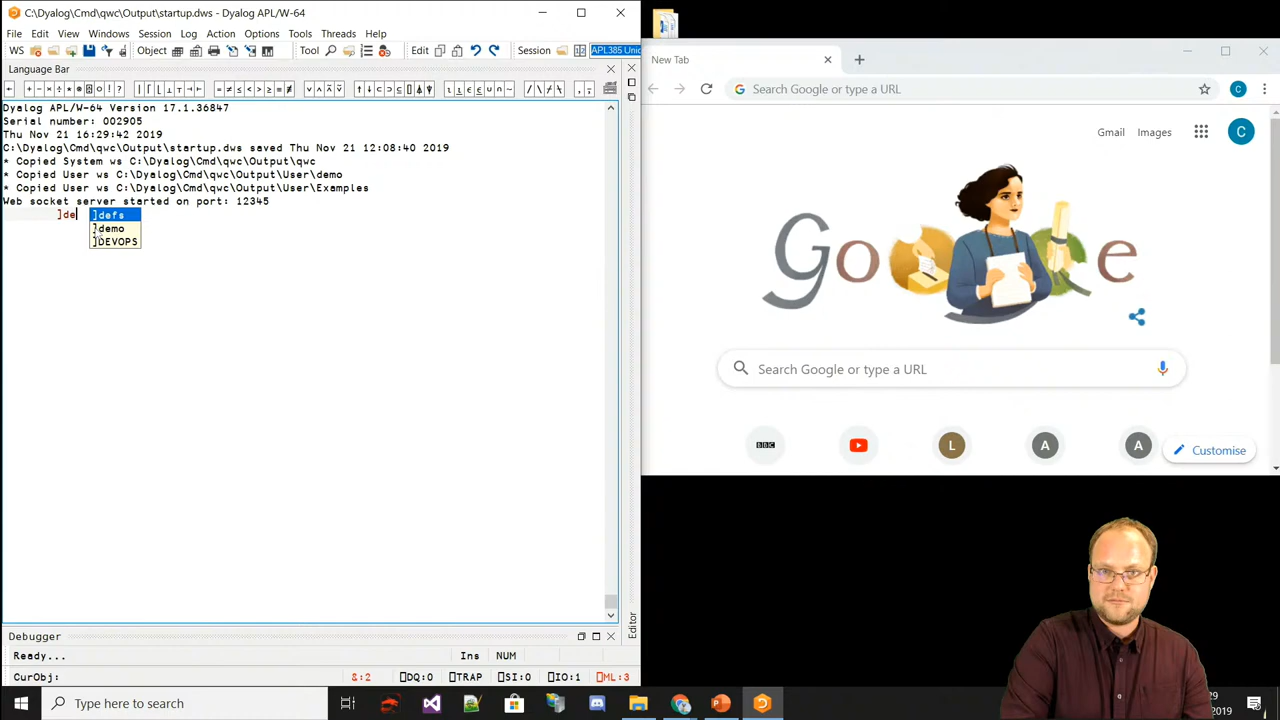 C:\Dyalog\Cmd\qwc\Output\startup.dws - Dyalog APL/W-64
File Edit View Windows Session Log Action Options Tools Threads Help
WS Object Tool Edit Session APL385 Unic
Language Bar
Dyalog APL/W-64 Version 17.1.36847
Serial number: 002905
Thu Nov 21 16:29:42 2019
C:\Dyalog\Cmd\qwc\Output\startup.dws saved Thu Nov 21 12:08:40 2019
* Copied System ws C:\Dyalog\Cmd\qwc\Output\qwc
* Copied User ws C:\Dyalog\Cmd\qwc\Output\User\demo
* Copied User ws C:\Dyalog\Cmd\qwc\Output\User\Examples
Web socket server started on port: 12345
]de
]defs
]demo
]DEVOPS
Editor
Debugger
Ready...
Ins NUM
CurObj:
&:2 ⎕DQ:0 ⎕TRAP ⎕SI:0 ⎕IO:1 ⎕ML:3
New Tab
Search Google or type a URL
C
Gmail Images
C
Google
Search Google or type a URL
BBC
L
A
A
Customise
Type here to search
2019